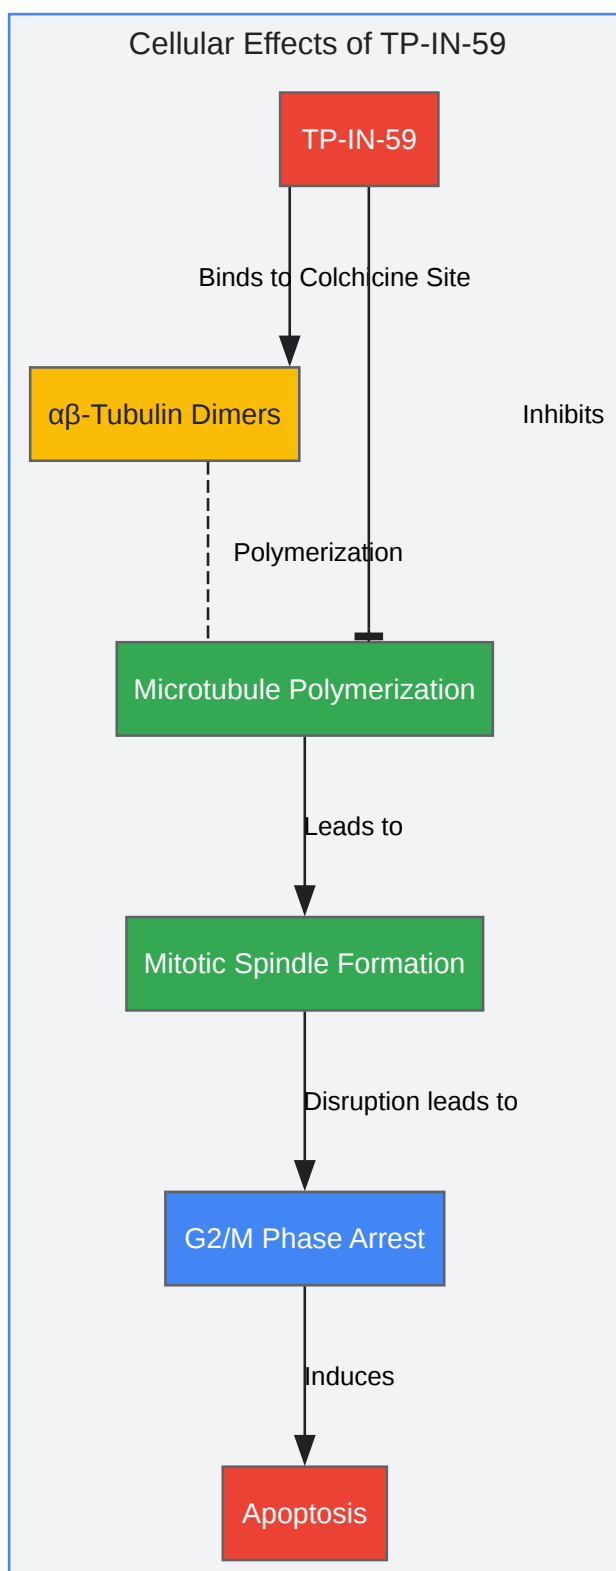 Cellular Effects of TP-IN-59
TP-IN-59
Binds to Colchicine Site
αβ-Tubulin Dimers
Inhibits
Polymerization
Microtubule Polymerization
Leads to
Mitotic Spindle Formation
Disruption leads to
G2/M Phase Arrest
Induces
Apoptosis